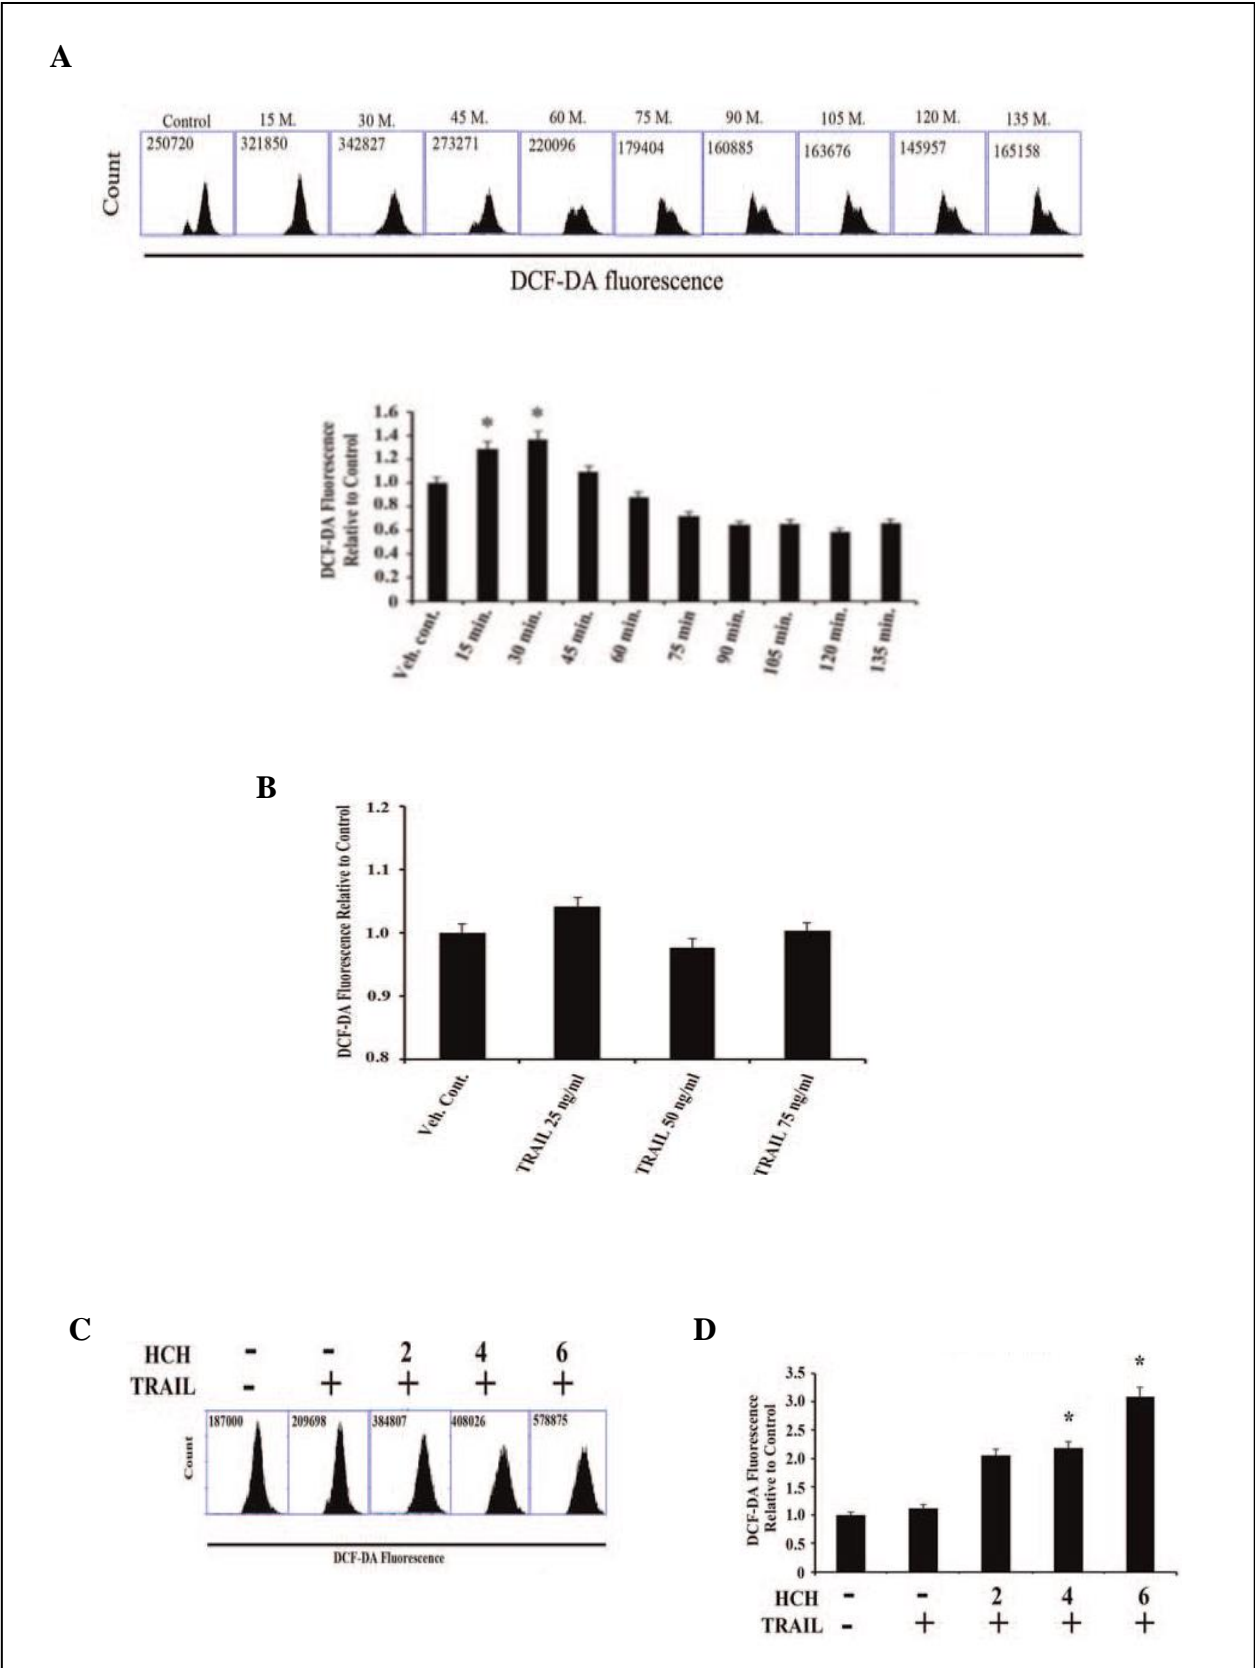 A
Control 15 M. 30 M. 45 M. 60 M. 75 M. 90 M. 105 M. 120 M. 135 M.
250720 321850 342827 273271 220096 179404 160885 163676 145957 165158
Count
DCF-DA fluorescence
DCF-DA Fluorescence
Relative to Control
1.6
1.4
1.2
1.0
0.8
0.6
0.4
0.2
0
* *
Veh. cont. 15 min. 30 min. 45 min. 60 min. 75 min 90 min. 105 min. 120 min. 135 min.
B
DCF-DA Fluorescence Relative to Control
1.2
1.1
1.0
0.9
0.8
Veh. Cont. TRAIL 25 ng/ml TRAIL 50 ng/ml TRAIL 75 ng/ml
C
HCH - - 2 4 6
TRAIL - + + + +
187000 209698 384807 408026 578875
Count
DCF-DA Fluorescence
D
DCF-DA Fluorescence
Relative to Control
3.5
3.0
2.5
2.0
1.5
1.0
0.5
0
* *
HCH - - 2 4 6
TRAIL - + + + +